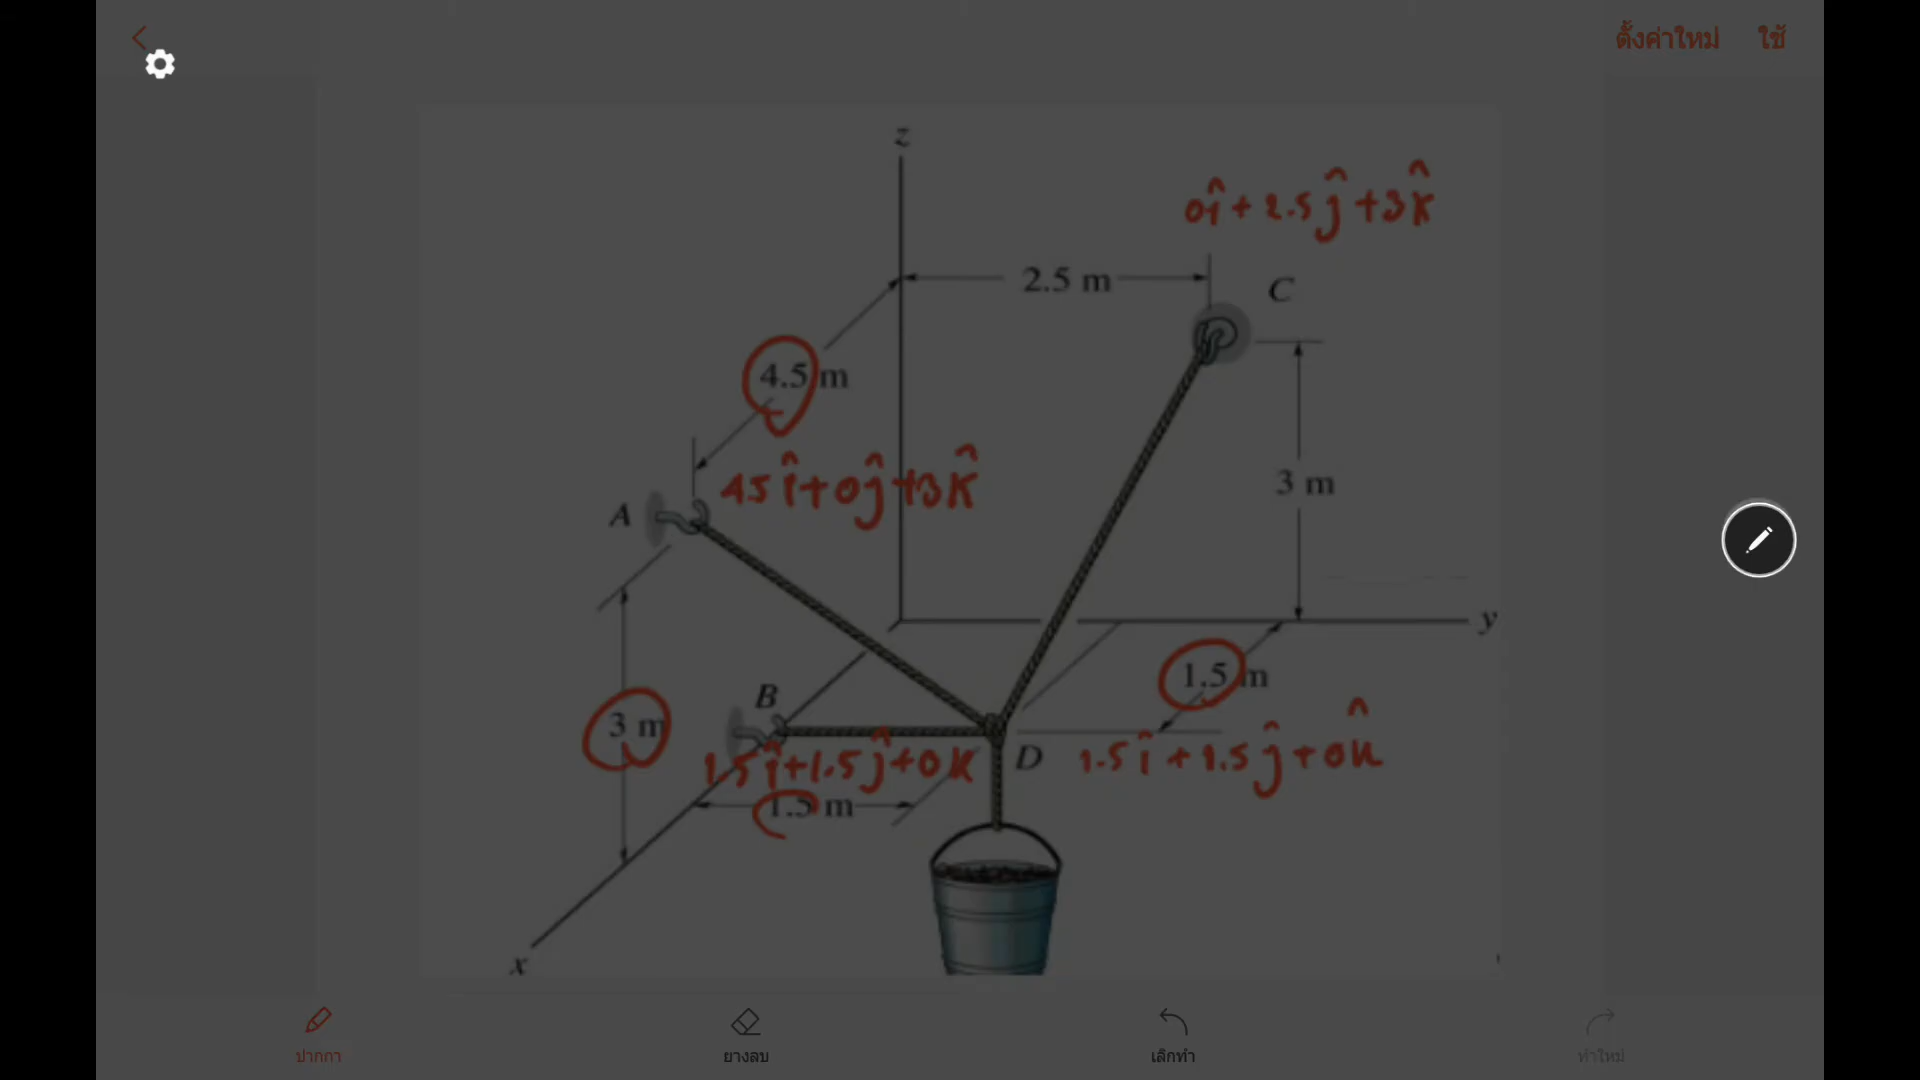 ตั้งค่าใหม่ ใช้
z
0î + 2.5ĵ + 3k̂
2.5 m
C
4.5 m
4.5î + 0ĵ + 3k̂
3 m
A
y
1.5 m
B
3 m
1.5î + 1.5ĵ + 0k
D
1.5î + 1.5ĵ + 0k̂
1.5 m
x
ปากกา ยางลบ เลิกทำ ทำใหม่